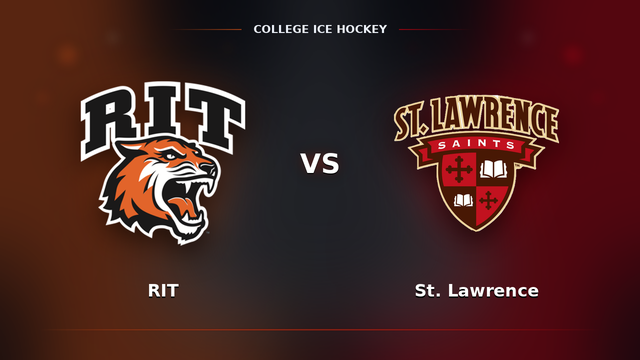 COLLEGE ICE HOCKEY
RIT
ST. LAWRENCE
SAINTS
VS
RIT
St. Lawrence